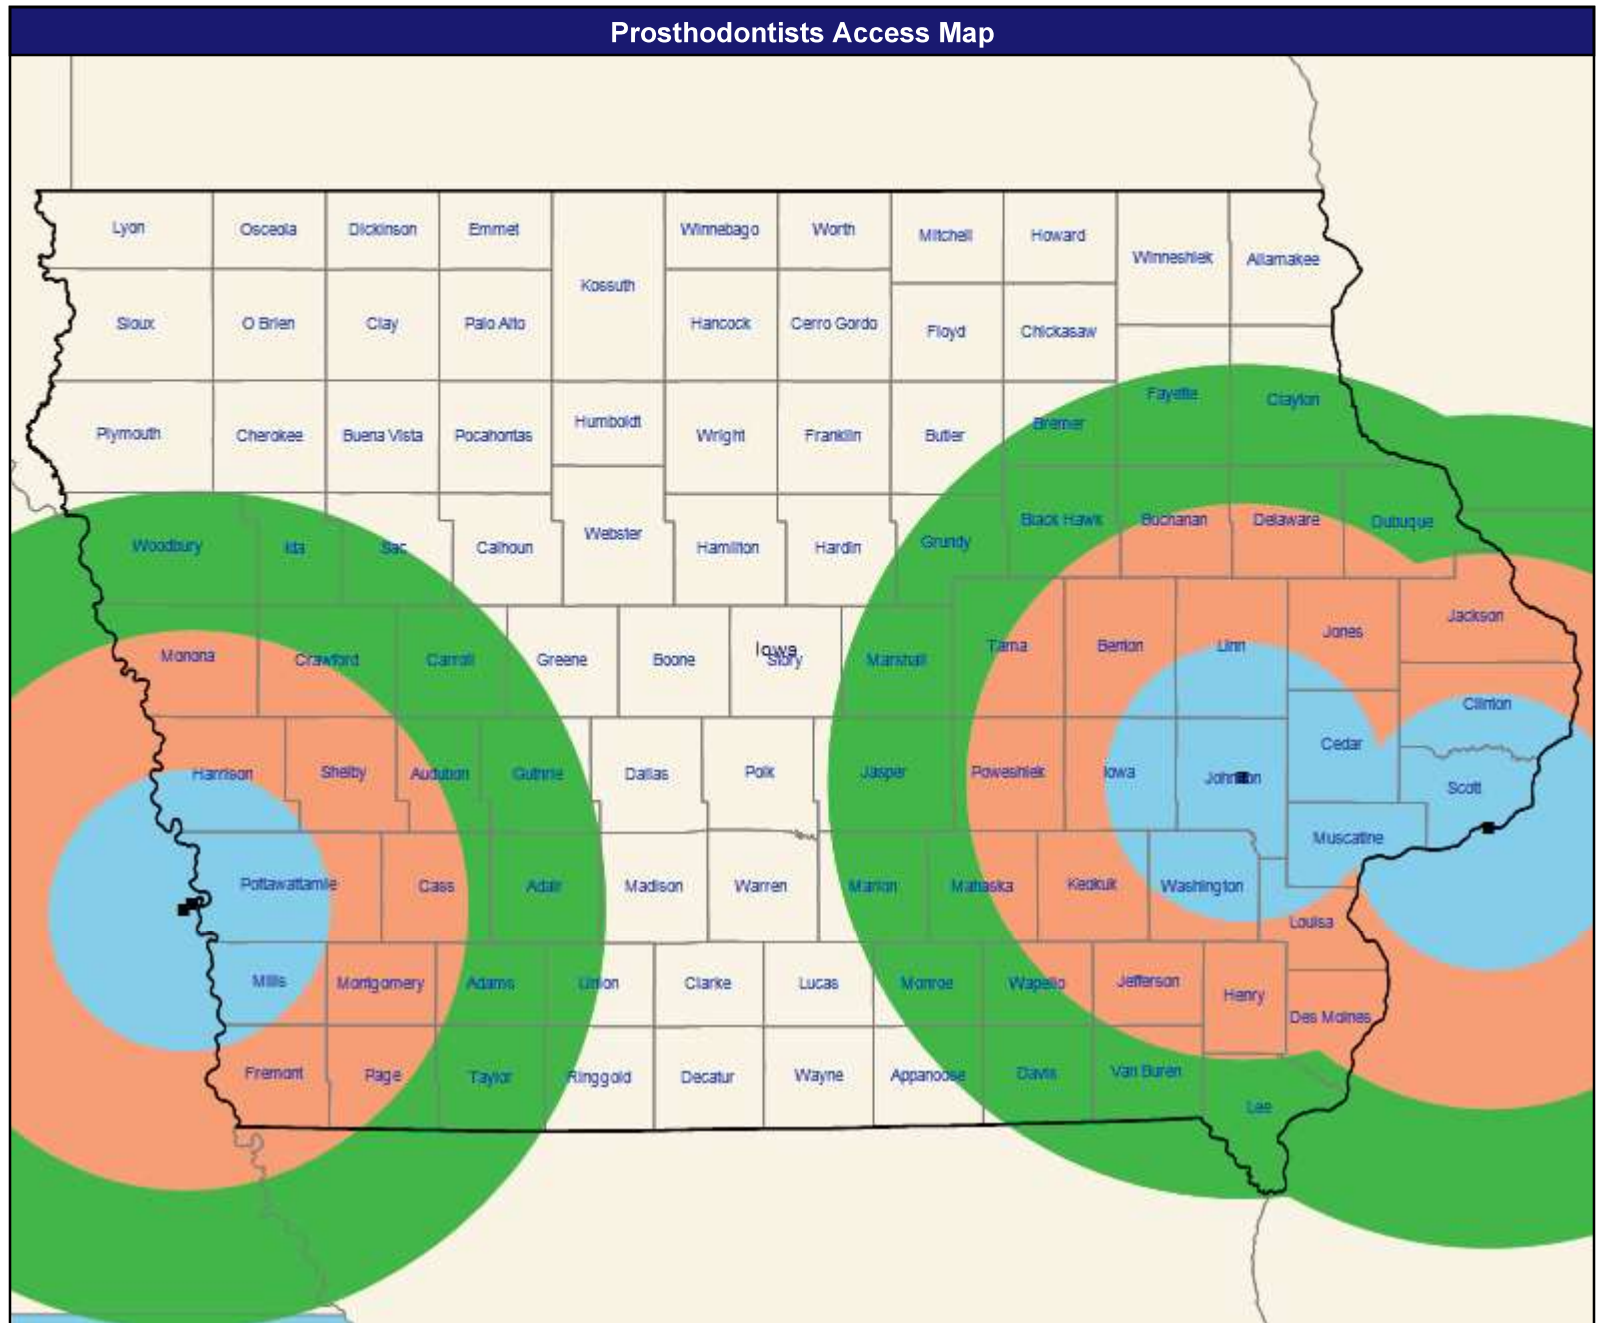 Prosthodontists Access Map
Lyon
Osceola
Dickinson
Emmet
Winnebago
Worth
Mitchell
Howard
Winneshiek
Allamakee
Kossuth
Sioux
O Brien
Clay
Palo Alto
Hancock
Cerro Gordo
Floyd
Chickasaw
Fayette
Clayton
Plymouth
Cherokee
Buena Vista
Pocahontas
Humboldt
Wright
Franklin
Butler
Bremer
Woodbury
Ida
Sac
Calhoun
Webster
Hamilton
Hardin
Grundy
Black Hawk
Buchanan
Delaware
Dubuque
Monona
Crawford
Carroll
Greene
Boone
Iowa
Story
Marshall
Tama
Benton
Linn
Jones
Jackson
Clinton
Harrison
Shelby
Audubon
Guthrie
Dallas
Polk
Jasper
Poweshiek
Iowa
Johnson
Cedar
Scott
Muscatine
Pottawattamie
Cass
Adair
Madison
Warren
Marion
Mahaska
Keokuk
Washington
Louisa
Mills
Montgomery
Adams
Union
Clarke
Lucas
Monroe
Wapello
Jefferson
Henry
Des Moines
Fremont
Page
Taylor
Ringgold
Decatur
Wayne
Appanoose
Davis
Van Buren
Lee